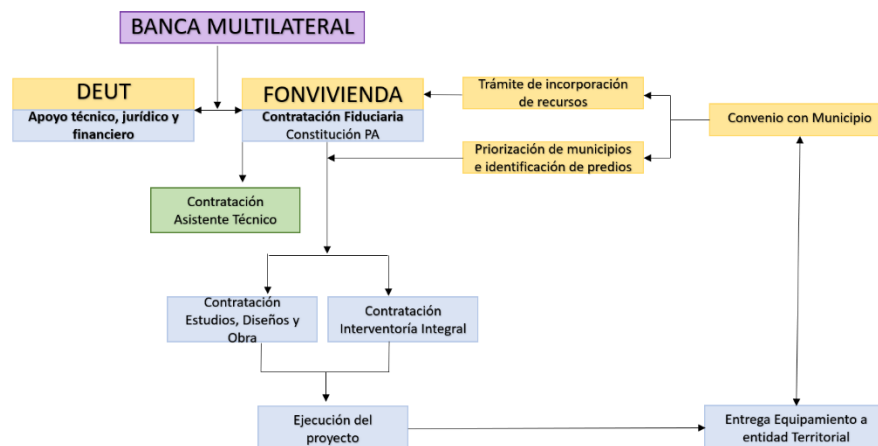 BANCA MULTILATERAL
DEUT
Apoyo técnico, jurídico y
financiero
FONVIVIENDA
Contratación Fiduciaria
Constitución PA
Trámite de incorporación
de recursos
Convenio con Municipio
Priorización de municipios
e identificación de predios
Contratación
Asistente Técnico
Contratación
Estudios, Diseños y
Obra
Contratación
Interventoría Integral
Ejecución del
proyecto
Entrega Equipamiento a
entidad Territorial